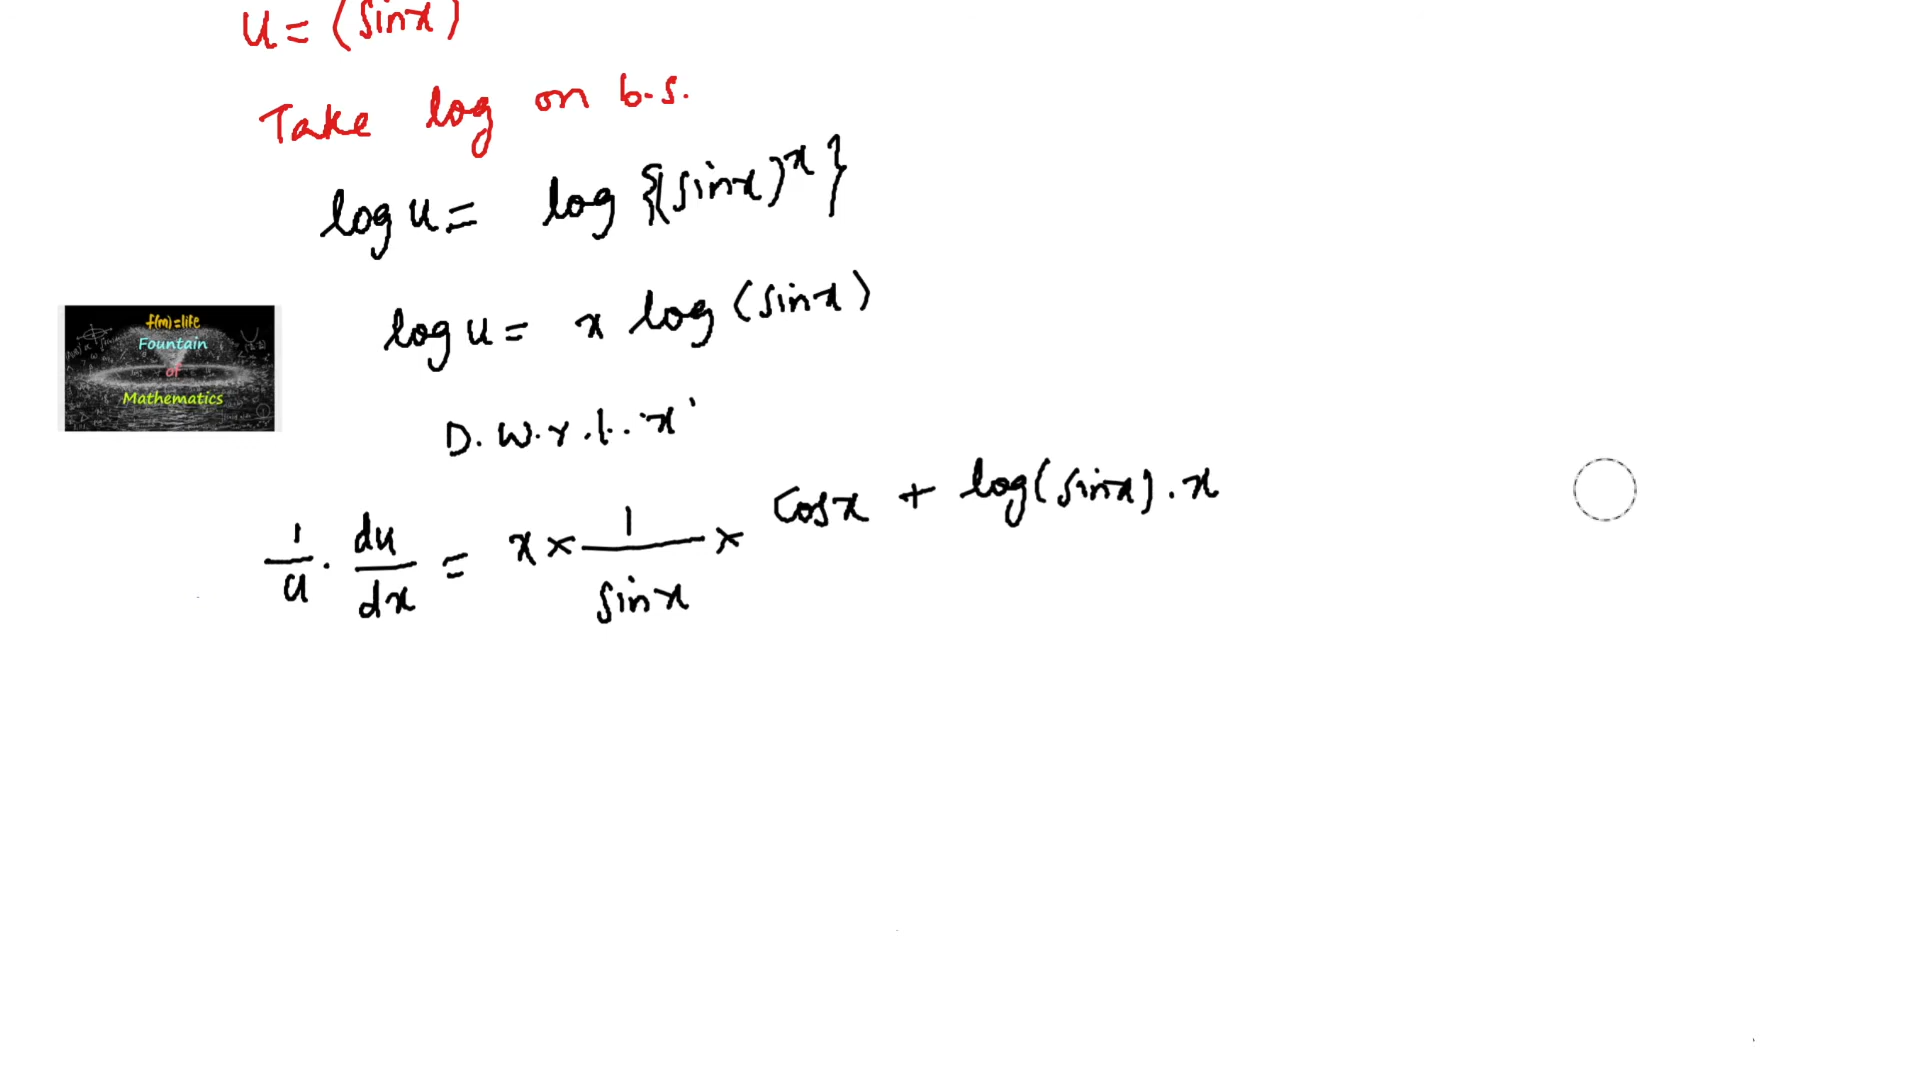 u = (sinx)
Take log on b.s.
log u = log {(sinx)^x}
log u = x log (sinx)
f(m)=life
Fountain
of
Mathematics
D.w.r.t. 'x'
1/u . du/dx = x × 1/sinx × cosx + log(sinx) . x